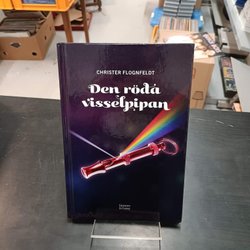 CHRISTER FLOGNFELDT
Den röda
visselpipan